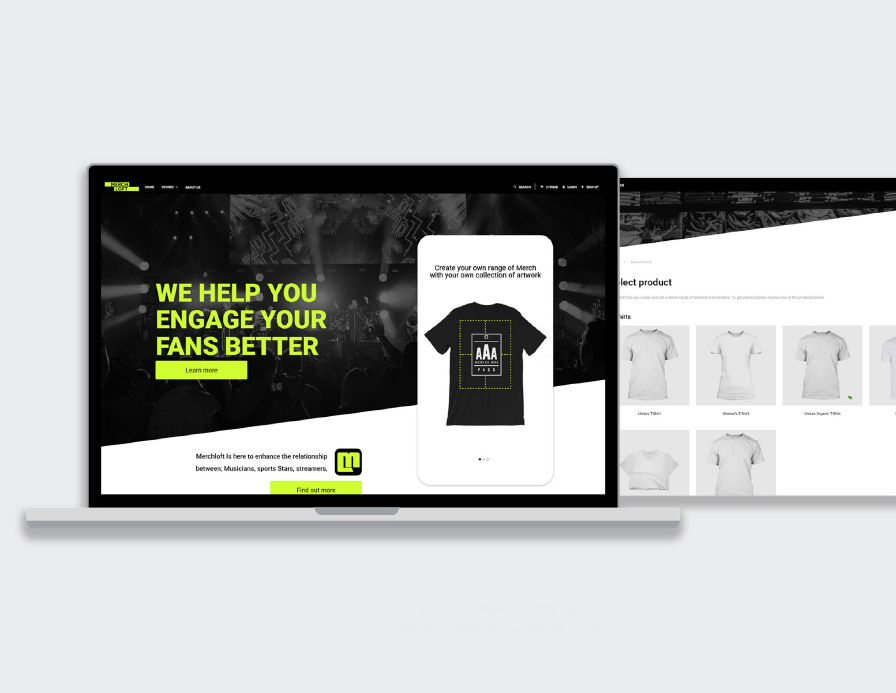 MERCH
LOFT
HOME
STORES
ABOUT US
SEARCH
0 ITEMS
LOGIN
SIGN UP
WE HELP YOU
ENGAGE YOUR
FANS BETTER
Learn more
Create your own range of Merch
with your own collection of artwork
AAA
PASS
Merchloft Is here to enhance the relationship
between; Musicians, sports Stars, streamers,
Find out more
lect product
irts
Unisex T-Shirt
Women's T-Shirt
Unisex Organic T-Shirt